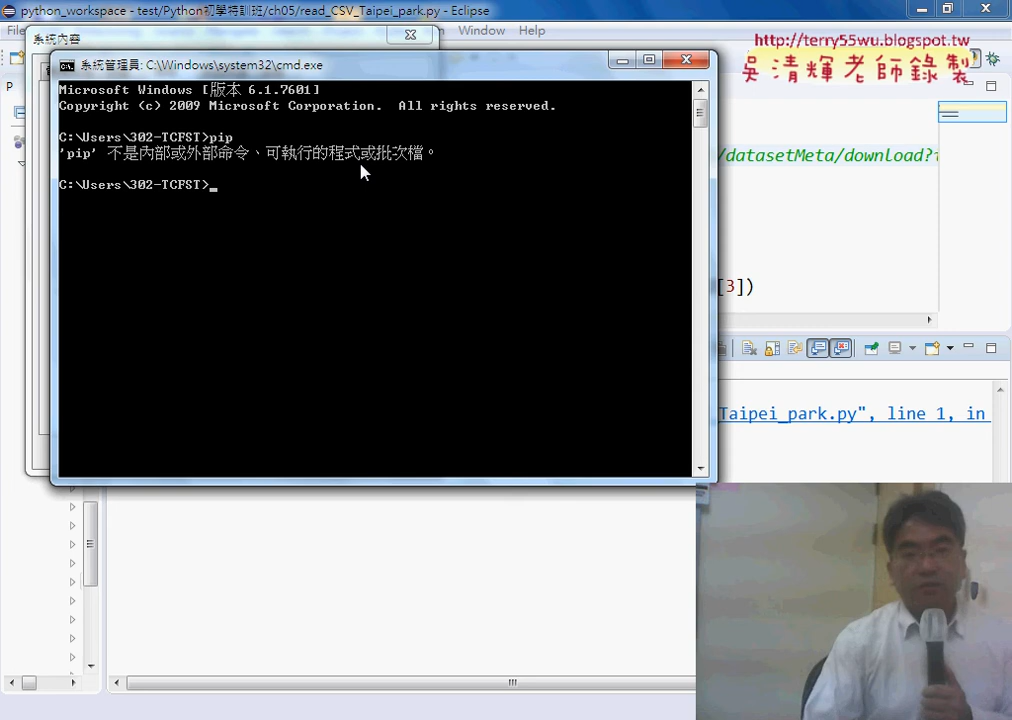 python_workspace - test/Python初學特訓班/ch05/read_CSV_Taipei_park.py - Eclipse
File
Window Help
系統內容
http://terry55wu.blogspot.tw
吳清輝老師錄製
系統管理員: C:\Windows\system32\cmd.exe
Microsoft Windows [版本 6.1.7601]
Copyright (c) 2009 Microsoft Corporation. All rights reserved.
C:\Users\302-TCFST>pip
'pip' 不是內部或外部命令、可執行的程式或批次檔。
C:\Users\302-TCFST>
P
/datasetMeta/download?
[3])
Taipei_park.py", line 1, in